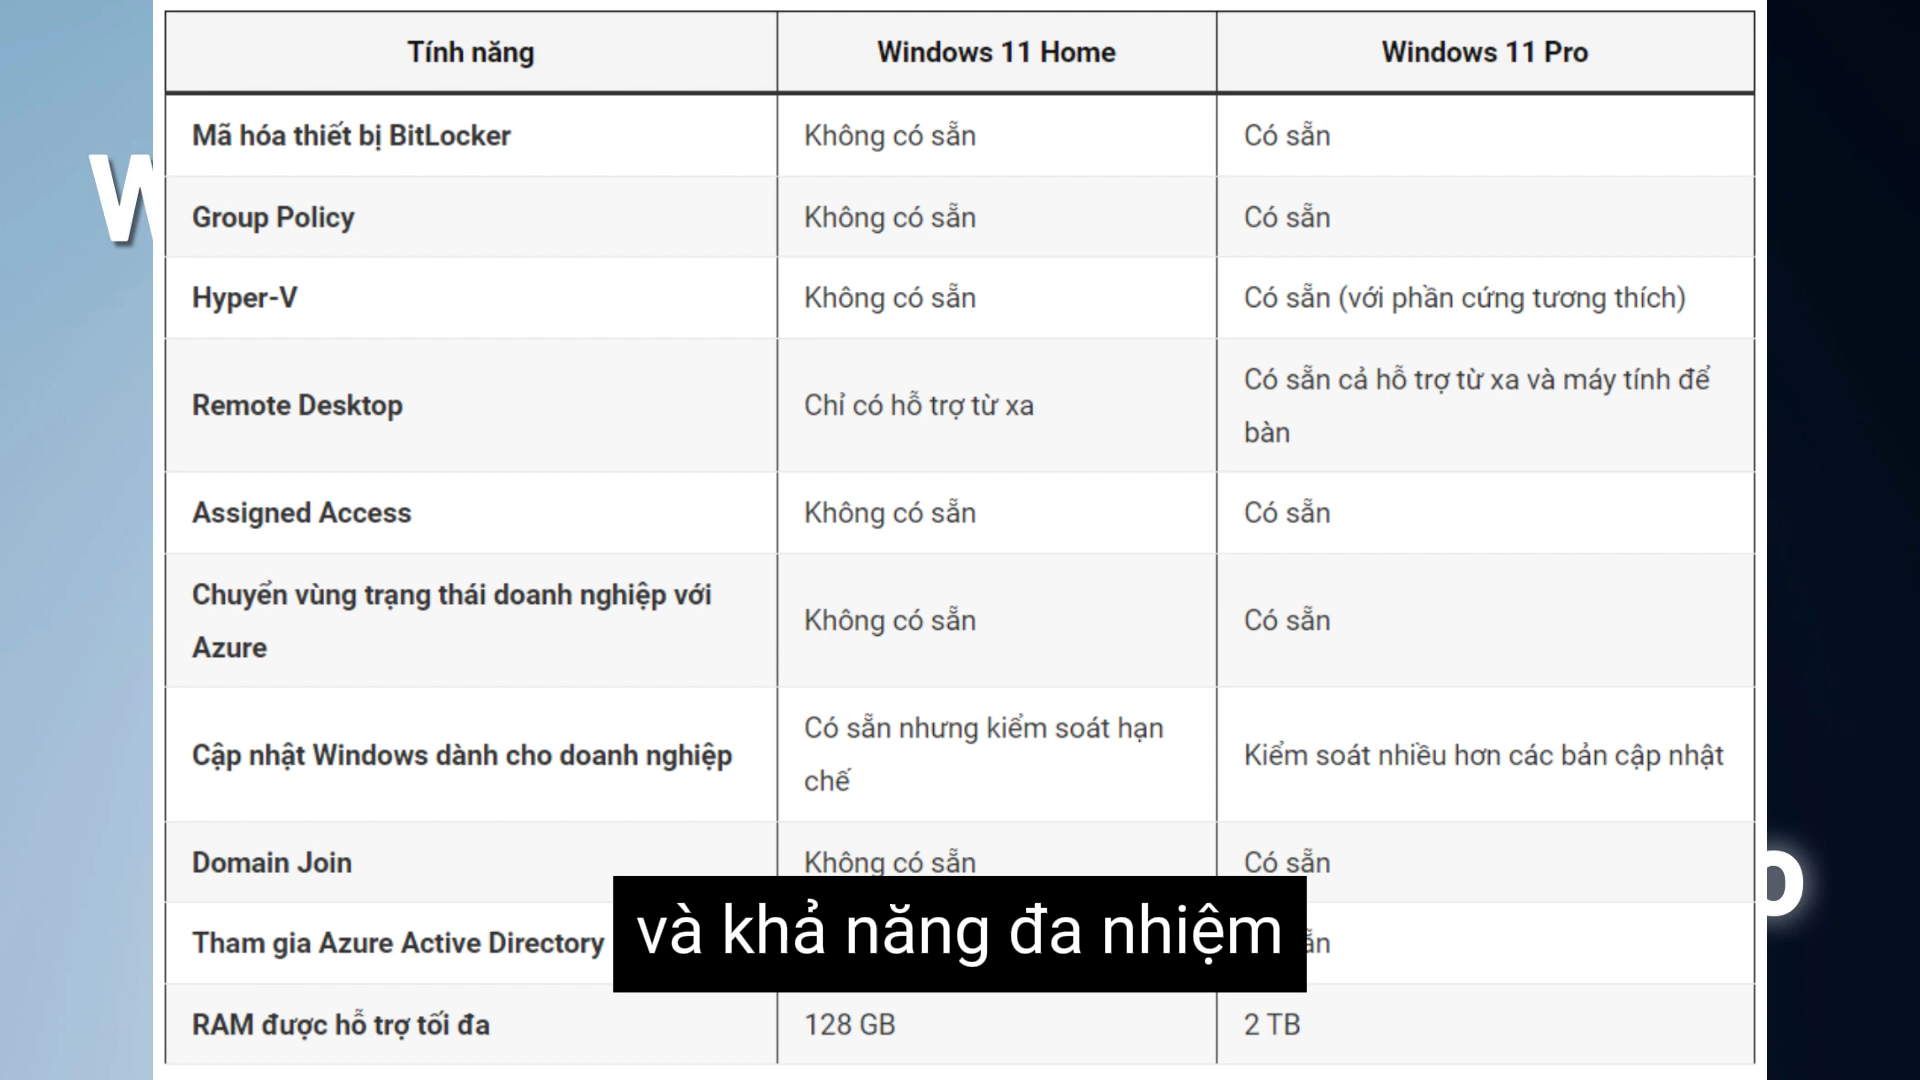 Tính năng
Windows 11 Home
Windows 11 Pro
Mã hóa thiết bị BitLocker
Không có sẵn
Có sẵn
Group Policy
Không có sẵn
Có sẵn
Hyper-V
Không có sẵn
Có sẵn (với phần cứng tương thích)
Remote Desktop
Chỉ có hỗ trợ từ xa
Có sẵn cả hỗ trợ từ xa và máy tính để
bàn
Assigned Access
Không có sẵn
Có sẵn
Chuyển vùng trạng thái doanh nghiệp với
Azure
Không có sẵn
Có sẵn
Cập nhật Windows dành cho doanh nghiệp
Có sẵn nhưng kiểm soát hạn
chế
Kiểm soát nhiều hơn các bản cập nhật
Domain Join
Không có sẵn
Có sẵn
Tham gia Azure Active Directory
và khả năng đa nhiệm
RAM được hỗ trợ tối đa
128 GB
2 TB